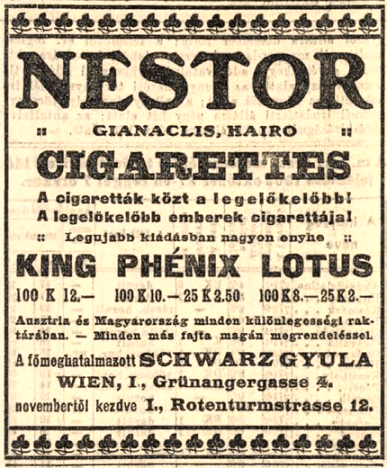 NESTOR
:: GIANACLIS, KAIRO ::
CIGARETTES
A cigaretták közt a legelőkelőbb!
A legelőkelőbb emberek cigarettája!
:: Legujabb kiadásban nagyon enyhe ::
KING PHÉNIX LOTUS
100 K 12.— 100 K 10.— 25 K 2.50 100 K 8.— 25 K 2.—
Ausztria és Magyarország minden különlegességi rak-
tárában. — Minden más fajta magán megrendeléssel.
A főmeghatalmazott SCHWARZ GYULA
WIEN, I., Grünangergasse 4.
novembertől kezdve I., Rotenturmstrasse 12.